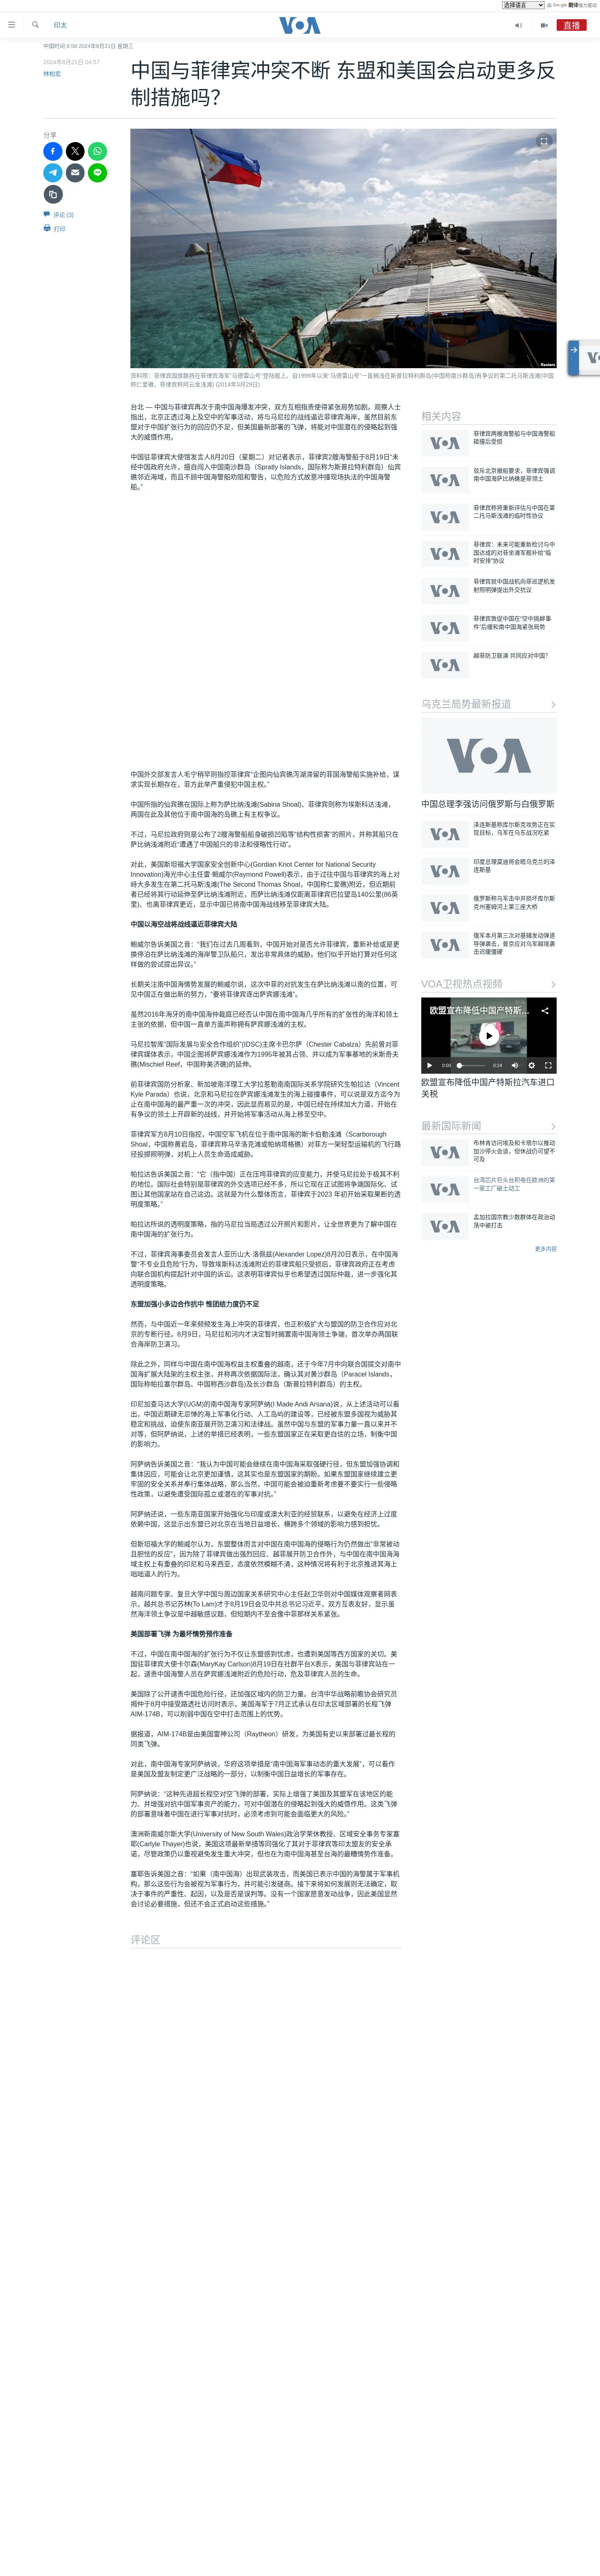 选择语言 由 Google 翻译强力驱动
印太
VOA
直播
中国时间 8:58 2024年8月21日 星期三
2024年8月21日 04:57
林柏宏
中国与菲律宾冲突不断 东盟和美国会启动更多反
制措施吗？
分享
评论 (3)
打印
Reuters
资料照：菲律宾国旗飘扬在菲律宾海军“马德雷山号”登陆舰上。自1999年以来“马德雷山号”一直搁浅在斯普拉特利群岛(中国称南沙群岛)有争议的第二托马斯浅滩(中国
称仁爱礁，菲律宾称阿云金浅滩) (2014年3月29日)
台北 — 中国与菲律宾再次于南中国海爆发冲突，双方互相指责使得紧张局势加剧。观察人士
指出，北京正透过海上及空中的军事活动，将与马尼拉的战线逼近菲律宾海岸，虽然目前东
盟对于中国扩张行为的回应仍不足，但美国最新部署的飞弹，将能对中国潜在的侵略起到强
大的威慑作用。
中国驻菲律宾大使馆发言人8月20日（星期二）对记者表示，菲律宾2艘海警船于8月19日“未
经中国政府允许，擅自闯入中国南沙群岛（Spratly Islands，国际称为斯普拉特利群岛）仙宾
礁邻近海域，而且不顾中国海警船劝阻和警告，以危险方式故意冲撞现场执法的中国海警
船。”
中国外交部发言人毛宁稍早则指控菲律宾“企图向仙宾礁泻湖滞留的菲国海警船实施补给，谋
求实现长期存在，菲方此举严重侵犯中国主权。”
中国所指的仙宾礁在国际上称为萨比纳浅滩(Sabina Shoal)、菲律宾则称为埃斯科达浅滩，
两国在此及其他位于南中国海的岛礁上有主权争议。
不过，马尼拉政府则是公布了2艘海警船船身破损凹陷等“结构性损害”的照片，并称其船只在
萨比纳浅滩附近“遭遇了中国船只的非法和侵略性行动”。
对此，美国斯坦福大学国家安全创新中心(Gordian Knot Center for National Security
Innovation)海光中心主任雷·鲍威尔(Raymond Powell)表示，由于过往中国与菲律宾的海上对
峙大多发生在第二托马斯浅滩(The Second Thomas Shoal，中国称仁爱礁)附近，但近期前
者已经将其行动延伸至萨比纳浅滩附近，而萨比纳浅滩仅距离菲律宾巴拉望岛140公里(86英
里)、也离菲律宾更近，显示中国已将南中国海战线移至菲律宾大陆。
中国以海空战将战线逼近菲律宾大陆
鲍威尔告诉美国之音：“我们在过去几周看到，中国开始对是否允许菲律宾，重新补给或是更
换停泊在萨比纳浅滩的海岸警卫队船只，发出非常具体的威胁。他们似乎开始打算对任何这
样做的尝试提出异议。”
长期关注南中国海情势发展的鲍威尔说，这次中菲的对抗发生在萨比纳浅滩以南的位置，可
见中国正在做出新的努力，“要将菲律宾逐出萨宾娜浅滩”。
虽然2016年海牙的南中国海仲裁庭已经否认中国在南中国海几乎所有的扩张性的海洋和领土
主张的依据，但中国一直单方面声称拥有萨宾娜浅滩的主权。
马尼拉智库“国际发展与安全合作组织”(IDSC)主席卡巴尔萨（Chester Cabalza）先前曾对菲
律宾媒体表示，中国企图将萨宾娜浅滩作为1995年被其占领、并以成为军事基地的米斯奇夫
礁(Mischief Reef，中国称美济礁)的延伸。
前菲律宾国防分析家、新加坡南洋理工大学拉惹勒南南国际关系学院研究生帕拉达（Vincent
Kyle Parada）也说，北京和马尼拉在萨宾娜浅滩发生的海上碰撞事件，可以说是双方迄今为
止在南中国海的最严重一次的冲突，因此显而易见的是，中国已经在持续加大力道，开始在
有争议的领土上开辟新的战线，并开始将军事活动从海上移至空中。
菲律宾军方8月10日指控，中国空军飞机在位于南中国海的斯卡伯勒浅滩（Scarborough
Shoal，中国称黄岩岛，菲律宾称马辛洛克滩或帕纳塔格礁）对菲方一架轻型运输机的飞行路
径投掷照明弹，对机上人员生命造成威胁。
帕拉达告诉美国之音：“它（指中国）正在压垮菲律宾的应变能力，并使马尼拉处于极其不利
的地位。国际社会特别是菲律宾的外交选项已经不多，所以它现在正试图将争端国际化、试
图让其他国家站在自己这边。这就是为什么整体而言，菲律宾于2023 年初开始采取果断的透
明度策略。”
帕拉达所说的透明度策略，指的马尼拉当局透过公开照片和影片，让全世界更为了解中国在
南中国海的扩张行为。
不过，菲律宾海事委员会发言人亚历山大·洛佩兹(Alexander Lopez)8月20日表示，在中国海
警“不专业且危险”行为，导致埃斯科达浅滩附近的菲律宾船只受损后，菲律宾政府正在考虑
向联合国机构提起针对中国的诉讼。这表明菲律宾似乎也希望透过国际仲裁，进一步强化其
透明度策略。
东盟加强小多边合作抗中 惟团结力度仍不足
然而，与中国近一年来频频发生海上冲突的菲律宾，也正积极扩大与盟国的防卫合作应对北
京的专断行径。8月9日，马尼拉和河内才决定暂时搁置南中国海领土争端，首次举办两国联
合海岸防卫演习。
除此之外，同样与中国在南中国海权益主权重叠的越南，还于今年7月中向联合国提交对南中
国海扩展大陆架的主权主张，并称再次依据国际法，确认其对黄沙群岛（Paracel Islands，
国际称帕拉塞尔群岛、中国称西沙群岛)及长沙群岛（斯普拉特利群岛）的主权。
印尼加查马达大学(UGM)的南中国海专家阿萨纳(I Made Andi Arsana)说，从上述活动可以看
出，中国近期肆无忌惮的海上军事化行动、人工岛屿的建设等，已经被东盟多国视为威胁其
稳定和挑战，迫使东南亚展开防卫演习和法律战。虽然中国与东盟的军事力量一直以来并不
对等，但阿萨纳说，上述的举措已经表明，一些东盟国家正在采取更自信的立场，制衡中国
的影响力。
阿萨纳告诉美国之音：“我认为中国可能会继续在南中国海采取强硬行径，但东盟加强协调和
集体因应，可能会让北京更加谨慎，这其实也是东盟国家的期盼。如果东盟国家继续建立更
牢固的安全关系并奉行集体战略，那么当然，中国可能会被迫重新考虑要不要实行一些侵略
性政策，以避免遭受国际孤立或潜在的军事对抗。”
阿萨纳还说，一些东南亚国家开始强化与印度或澳大利亚的经贸联系，以避免在经济上过度
依赖中国，这显示出东盟已对北京在当地日益增长、横跨多个领域的影响力感到担忧。
但斯坦福大学的鲍威尔认为，东盟整体而言对中国在南中国海的侵略行为仍然做出“非常被动
且胆怯的反应”，因为除了菲律宾做出强烈回应、越菲展开防卫合作外，与中国在南中国海海
域主权上有重叠的印尼和马来西亚，态度依然模糊不清，这种情况将有利于北京推进其海上
咄咄逼人的行为。
越南问题专家、复旦大学中国与周边国家关系研究中心主任赵卫华则对中国媒体观察者网表
示，越共总书记苏林(To Lam)才于8月19日会见中共总书记习近平，双方互表友好，显示虽
然海洋领土争议是中越敏感议题，但短期内不至会像中菲那样关系紧张。
美国部署飞弹 为最坏情势预作准备
不过，中国在南中国海的扩张行为不仅让东盟感到忧虑，也遭到美国等西方国家的关切。美
国驻菲律宾大使卡尔森(MaryKay Carlson)8月19日在社群平台X表示，美国与菲律宾站在一
起，谴责中国海警人员在萨宾娜浅滩附近的危险行动，危及菲律宾人员的生命。
美国除了公开谴责中国危险行径，还加强区域内的防卫力量。台湾中华战略前瞻协会研究员
揭仲于8月中接受路透社访问时表示，美国海军于7月正式承认在印太区域部署的长程飞弹
AIM-174B，可以削弱中国在空中打击范围上的优势。
据报道，AIM-174B是由美国雷神公司（Raytheon）研发，为美国有史以来部署过最长程的
同类飞弹。
对此，南中国海专家阿萨纳说，华府这项举措是“南中国海军事动态的重大发展”，可以看作
是美国及盟友制定更广泛战略的一部分，以制衡中国日益增长的军事存在。
阿萨纳说：“这种先进超长程空对空飞弹的部署，实际上增强了美国及其盟军在该地区的能
力、并增强对抗中国军事资产的能力，可对中国潜在的侵略起到强大的威慑作用。这类飞弹
的部署意味着中国在进行军事对抗时，必须考虑到可能会面临更大的风险。”
澳洲新南威尔斯大学(University of New South Wales)政治学荣休教授、区域安全事务专家塞
耶(Carlyle Thayer)也说，美国这项最新举措等同强化了其对于菲律宾等印太盟友的安全承
诺，尽管政策仍以重视避免发生重大冲突，但也在为南中国海甚至台海的最糟情势作准备。
塞耶告诉美国之音：“如果（南中国海）出现武装攻击，而美国已表示中国的海警属于军事机
构，那么这些行为会被视为军事行为，并可能引发磋商。接下来将如何发展则无法确定，取
决于事件的严重性、起因，以及是否是误判等。没有一个国家愿意发动战争，因此美国显然
会讨论必要措施，但还不会正式启动这些措施。”
评论区
相关内容
菲律宾两艘海警船与中国海警船
碰撞后受损
驳斥北京撤船要求，菲律宾强调
南中国海萨比纳礁是菲领土
菲律宾称将重新评估与中国在第
二托马斯浅滩的临时性协议
菲律宾：未来可能重新检讨与中
国达成的对菲坐滩军舰补给“临
时安排”协议
菲律宾就中国战机向菲巡逻机发
射照明弹提出外交抗议
菲律宾敦促中国在“空中挑衅事
件”后缓和南中国海紧张局势
越菲防卫联演 共同应对中国？
乌克兰局势最新报道
中国总理李强访问俄罗斯与白俄罗斯
泽连斯基称库尔斯克攻势正在实
现目标，乌军在乌东战况吃紧
印度总理莫迪将会晤乌克兰的泽
连斯基
俄罗斯称乌军击中并损坏库尔斯
克州塞姆河上第三座大桥
俄军本月第三次对基辅发动弹道
导弹袭击，普京应对乌军越境袭
击迟缓僵硬
VOA卫视热点视频
欧盟宣布降低中国产特斯…
0:00
0:24
欧盟宣布降低中国产特斯拉汽车进口
关税
最新国际新闻
布林肯访问埃及和卡塔尔以推动
加沙停火会谈，但休战仍可望不
可及
台湾芯片巨头台积电在欧洲的第
一家工厂破土动工
孟加拉国宗教少数群体在政治动
荡中被打击
更多内容